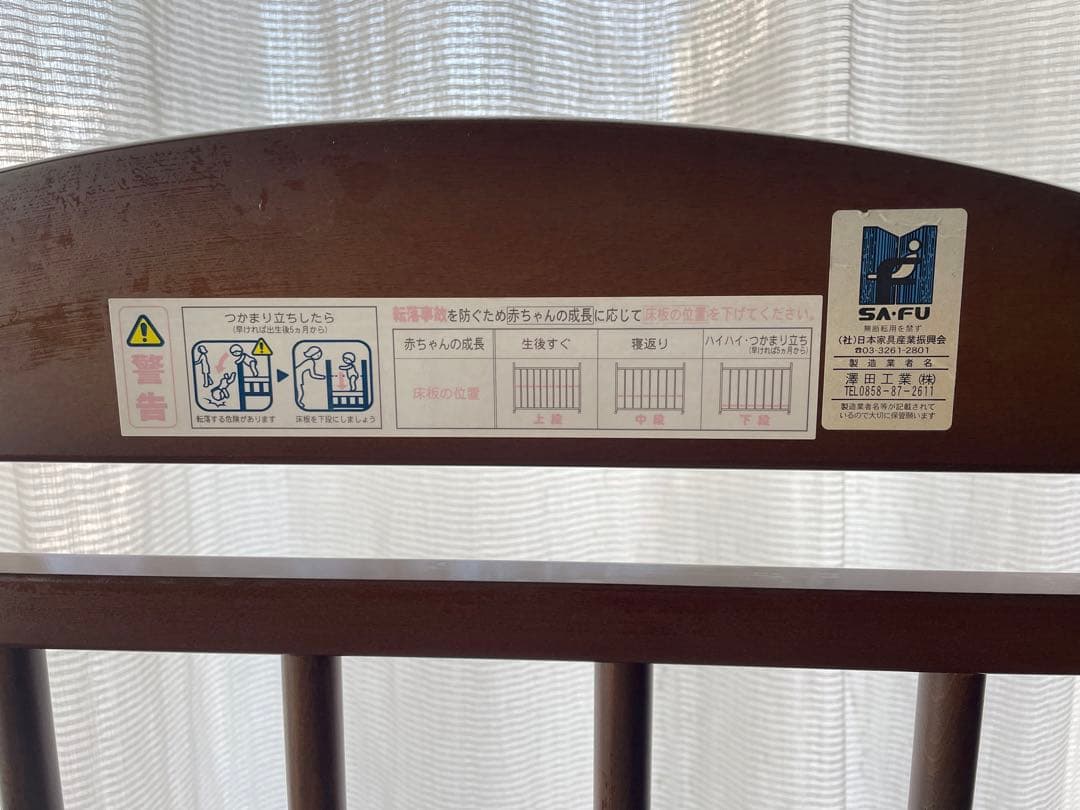 警告
つかまり立ちしたら
(早ければ出生後5ヵ月から)
転落する危険があります
床板を下段にしましょう
転落事故を防ぐため赤ちゃんの成長に応じて床板の位置を下げてください。
赤ちゃんの成長 生後すぐ 寝返り ハイハイ・つかまり立ち
(早ければ5ヵ月から)
床板の位置 上段 中段 下段
SA・FU
無断転用を禁ず
(社)日本家具産業振興会
☎03-3261-2801
製造業者名
澤田工業(株)
TEL0858-87-2611
製造業者名等が記載されて
いるので大切に保管願います